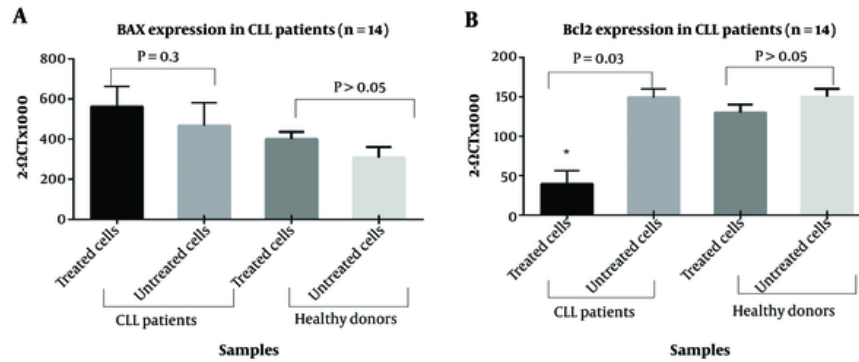 A
BAX expression in CLL patients (n = 14)
P = 0.3
P > 0.05
800
600
400
200
0
2-ΩCTx1000
Treated cells
Untreated cells
Treated cells
Untreated cells
CLL patients
Healthy donors
Samples
B
Bcl2 expression in CLL patients (n = 14)
P = 0.03
P > 0.05
200
150
100
50
0
2-ΩCTx1000
*
Treated cells
Untreated cells
Treated cells
Untreated cells
CLL patients
Healthy donors
Samples